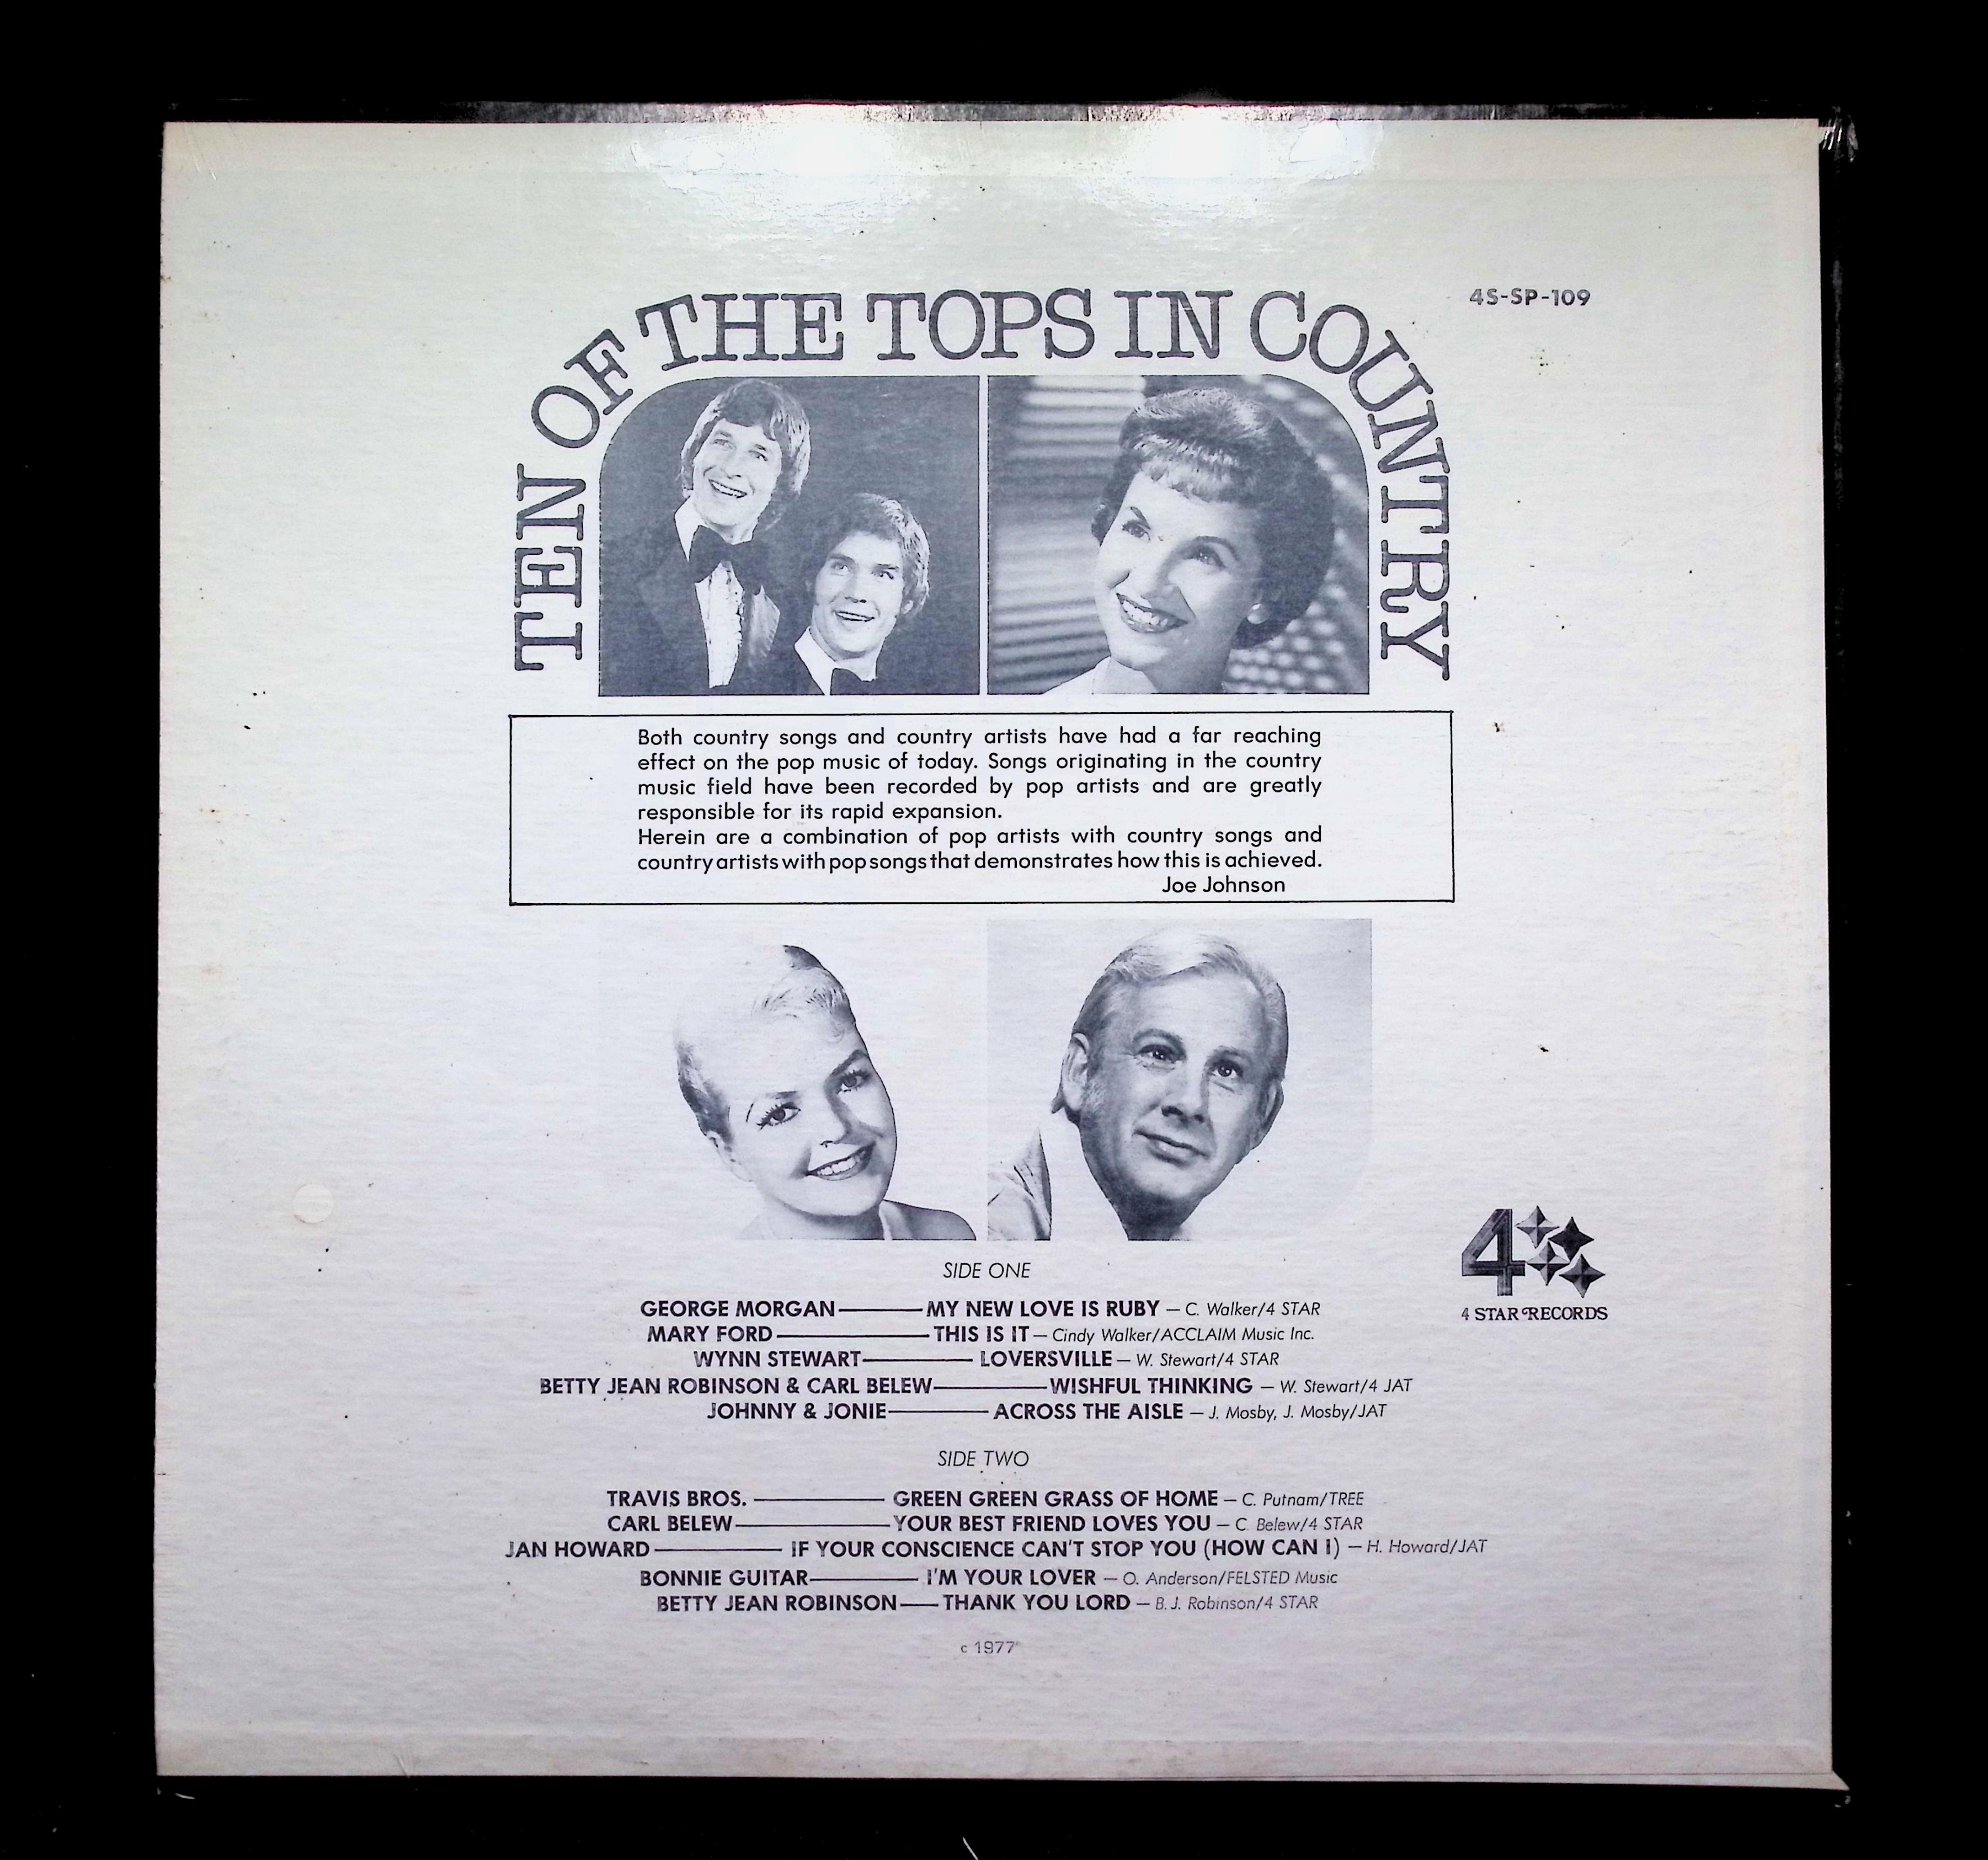 TEN OF THE TOPS IN COUNTRY
4S-SP-109
Both country songs and country artists have had a far reaching
effect on the pop music of today. Songs originating in the country
music field have been recorded by pop artists and are greatly
responsible for its rapid expansion.
Herein are a combination of pop artists with country songs and
country artists with pop songs that demonstrates how this is achieved.
Joe Johnson
SIDE ONE
GEORGE MORGAN — MY NEW LOVE IS RUBY — C. Walker/4 STAR
MARY FORD — THIS IS IT — Cindy Walker/ACCLAIM Music Inc.
WYNN STEWART — LOVERSVILLE — W. Stewart/4 STAR
BETTY JEAN ROBINSON & CARL BELEW — WISHFUL THINKING — W. Stewart/4 JAT
JOHNNY & JONIE — ACROSS THE AISLE — J. Mosby, J. Mosby/JAT
4
4 STAR RECORDS
SIDE TWO
TRAVIS BROS. — GREEN GREEN GRASS OF HOME — C. Putnam/TREE
CARL BELEW — YOUR BEST FRIEND LOVES YOU — C. Belew/4 STAR
JAN HOWARD — IF YOUR CONSCIENCE CAN'T STOP YOU (HOW CAN I) — H. Howard/JAT
BONNIE GUITAR — I'M YOUR LOVER — O. Anderson/FELSTED Music
BETTY JEAN ROBINSON — THANK YOU LORD — B.J. Robinson/4 STAR
c 1977